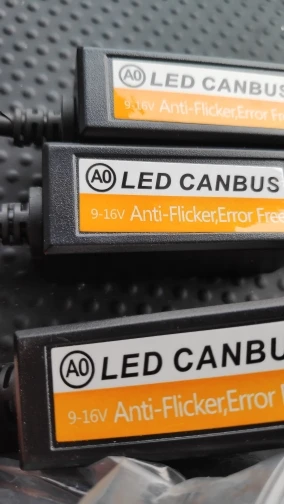 A0 LED CANBUS
9-16V Anti-Flicker,Error Fre
A0 LED CANBUS
9-16V Anti-Flicker,Error Free
A0 LED CANBU
9-16V Anti-Flicker,Error